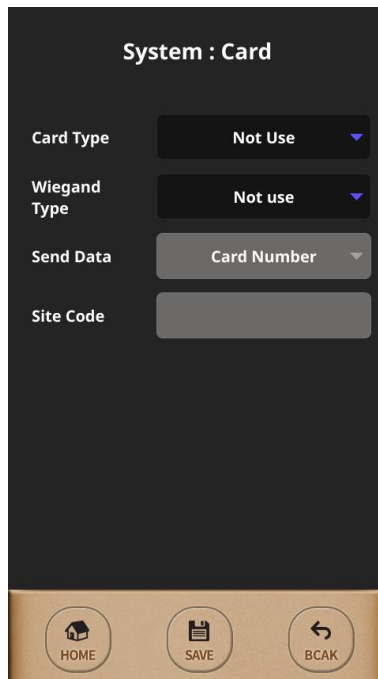 System : Card
Card Type
Not Use
Wiegand
Type
Not use
Send Data
Card Number
Site Code
HOME
SAVE
BCAK